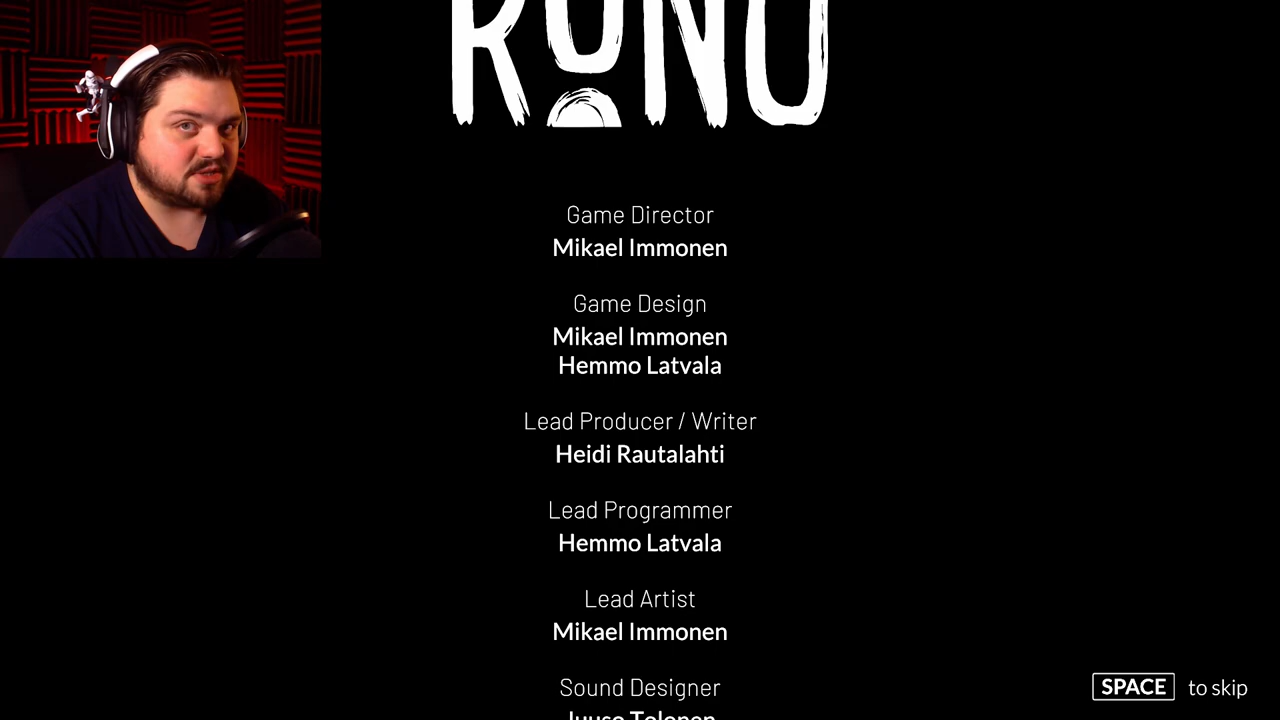 Game Director
Mikael Immonen
Game Design
Mikael Immonen
Hemmo Latvala
Lead Producer / Writer
Heidi Rautalahti
Lead Programmer
Hemmo Latvala
Lead Artist
Mikael Immonen
Sound Designer
SPACE to skip